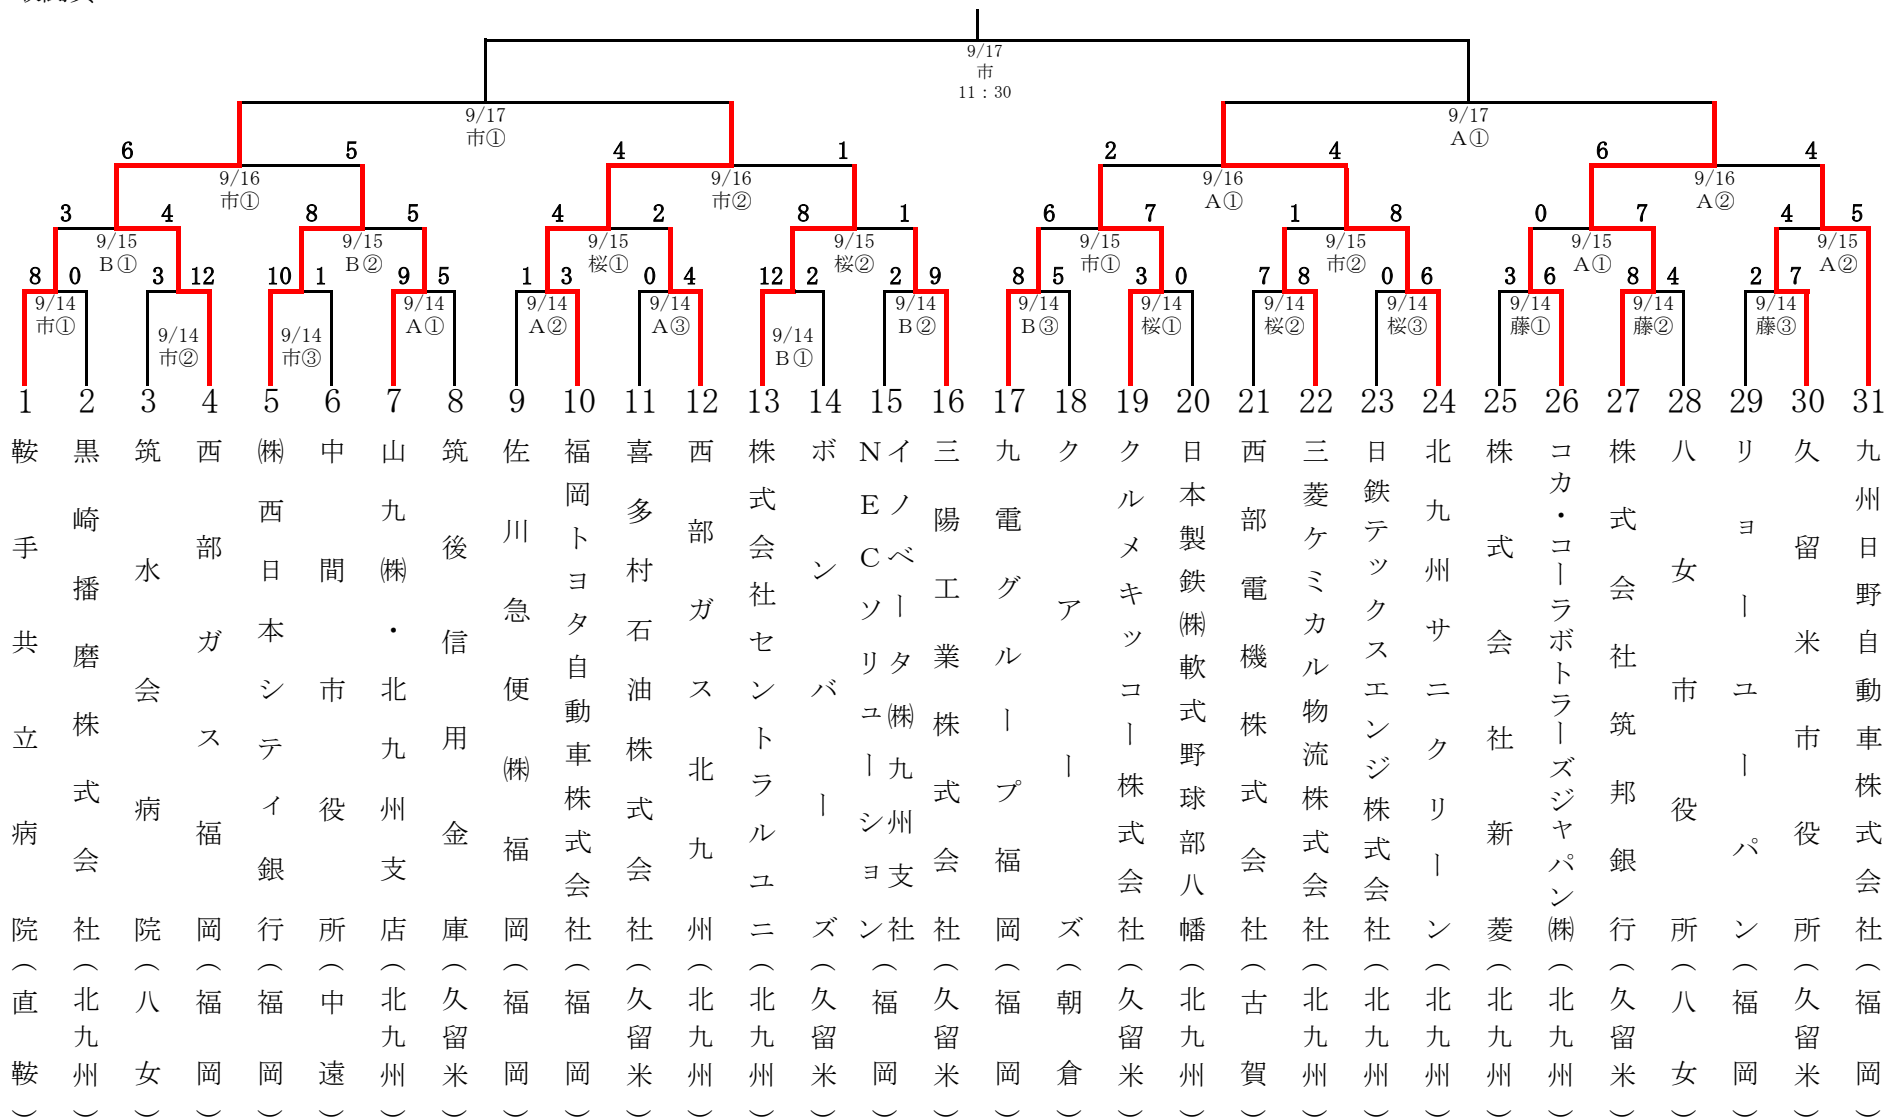 9/17
市
11：30
9/17
市①
9/17
A①
6 5 4 1 2 4 6 4
9/16 9/16 9/16 9/16
市① 市② A① A②
3 4 8 5 4 2 8 1 6 7 1 8 0 7 4 5
9/15 9/15 9/15 9/15 9/15 9/15 9/15 9/15
B① B② 桜① 桜② 市① 市② A① A②
8 0 3 12 10 1 9 5 1 3 0 4 12 2 2 9 8 5 3 0 7 8 0 6 3 6 8 4 2 7
9/14 9/14 9/14 9/14 9/14 9/14 9/14 9/14 9/14 9/14 9/14 9/14 9/14 9/14 9/14
市① 市② 市③ A① A② A③ B① B② B③ 桜① 桜② 桜③ 藤① 藤② 藤③
1 2 3 4 5 6 7 8 9 10 11 12 13 14 15 16 17 18 19 20 21 22 23 24 25 26 27 28 29 30 31
鞍手共立病院（直鞍）
黒崎播磨株式会社（北九州）
筑水会病院（八女）
西部ガス福岡（福岡）
㈱西日本シティ銀行（福岡）
中間市役所（中遠）
山九㈱・北九州支店（北九州）
筑後信用金庫（久留米）
佐川急便㈱福岡（福岡）
福岡トヨタ自動車株式会社（福岡）
喜多村石油株式会社（久留米）
西部ガス北九州（北九州）
株式会社セントラルユニ（北九州）
ボンバーズ（久留米）
イノベータ㈱九州支社
NECソリューション（福岡）
三陽工業株式会社（久留米）
九電グループ福岡（福岡）
クアーズ（朝倉）
クルメキッコー株式会社（久留米）
日本製鉄㈱軟式野球部八幡（北九州）
西部電機株式会社（古賀）
三菱ケミカル物流株式会社（北九州）
日鉄テックスエンジ株式会社（北九州）
北九州サニクリーン（北九州）
株式会社新菱（北九州）
コカ・コーラボトラーズジャパン㈱（北九州）
株式会社筑邦銀行（久留米）
八女市役所（八女）
リョーユーパン（福岡）
久留米市役所（久留米）
九州日野自動車株式会社（福岡）